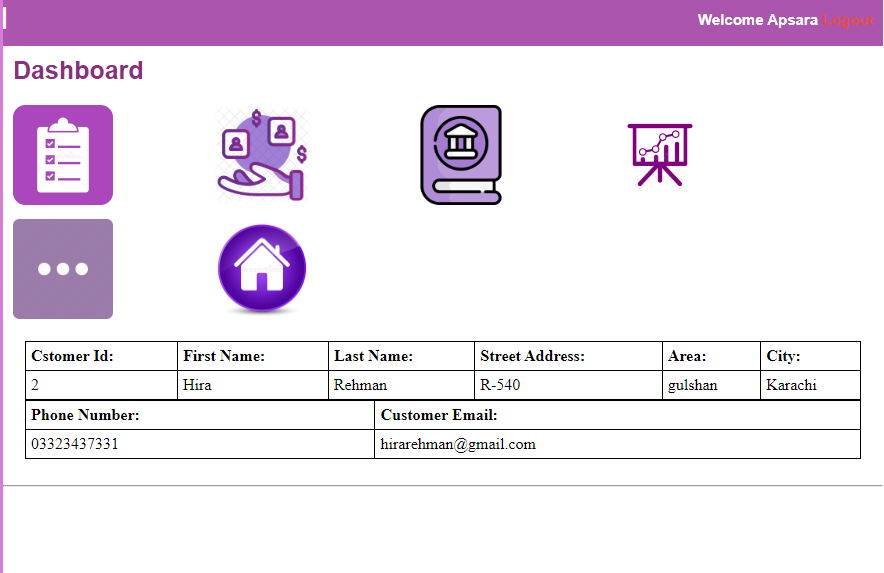 Welcome Apsara Logout
Dashboard
Cstomer Id: First Name: Last Name: Street Address: Area: City:
2 Hira Rehman R-540 gulshan Karachi
Phone Number: Customer Email:
03323437331 hirarehman@gmail.com